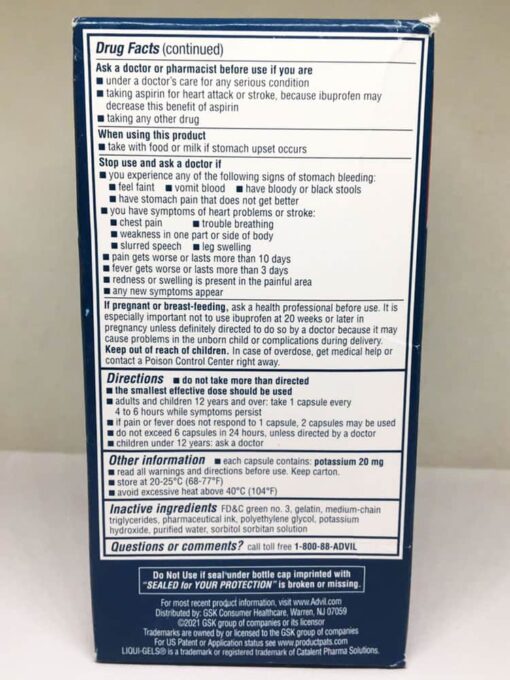 Drug Facts (continued)
Ask a doctor or pharmacist before use if you are
■ under a doctor's care for any serious condition
■ taking aspirin for heart attack or stroke, because ibuprofen may
decrease this benefit of aspirin
■ taking any other drug
When using this product
■ take with food or milk if stomach upset occurs
Stop use and ask a doctor if
■ you experience any of the following signs of stomach bleeding:
■ feel faint ■ vomit blood ■ have bloody or black stools
■ have stomach pain that does not get better
■ you have symptoms of heart problems or stroke:
■ chest pain ■ trouble breathing
■ weakness in one part or side of body
■ slurred speech ■ leg swelling
■ pain gets worse or lasts more than 10 days
■ fever gets worse or lasts more than 3 days
■ redness or swelling is present in the painful area
■ any new symptoms appear
If pregnant or breast-feeding, ask a health professional before use. It is
especially important not to use ibuprofen at 20 weeks or later in
pregnancy unless definitely directed to do so by a doctor because it may
cause problems in the unborn child or complications during delivery.
Keep out of reach of children. In case of overdose, get medical help or
contact a Poison Control Center right away.
Directions ■ do not take more than directed
■ the smallest effective dose should be used
■ adults and children 12 years and over: take 1 capsule every
4 to 6 hours while symptoms persist
■ if pain or fever does not respond to 1 capsule, 2 capsules may be used
■ do not exceed 6 capsules in 24 hours, unless directed by a doctor
■ children under 12 years: ask a doctor
Other information ■ each capsule contains: potassium 20 mg
■ read all warnings and directions before use. Keep carton.
■ store at 20-25°C (68-77°F)
■ avoid excessive heat above 40°C (104°F)
Inactive ingredients FD&C green no. 3, gelatin, medium-chain
triglycerides, pharmaceutical ink, polyethylene glycol, potassium
hydroxide, purified water, sorbitol sorbitan solution
Questions or comments? call toll free 1-800-88-ADVIL
Do Not Use if seal under bottle cap imprinted with
"SEALED for YOUR PROTECTION" is broken or missing.
For most recent product information, visit www.Advil.com
Distributed by: GSK Consumer Healthcare, Warren, NJ 07059
©2021 GSK group of companies or its licensor
Trademarks are owned by or licensed to the GSK group of companies
For US Patent or Application status see www.productpats.com
LIQUI-GELS® is a trademark or registered trademark of Catalent Pharma Solutions.